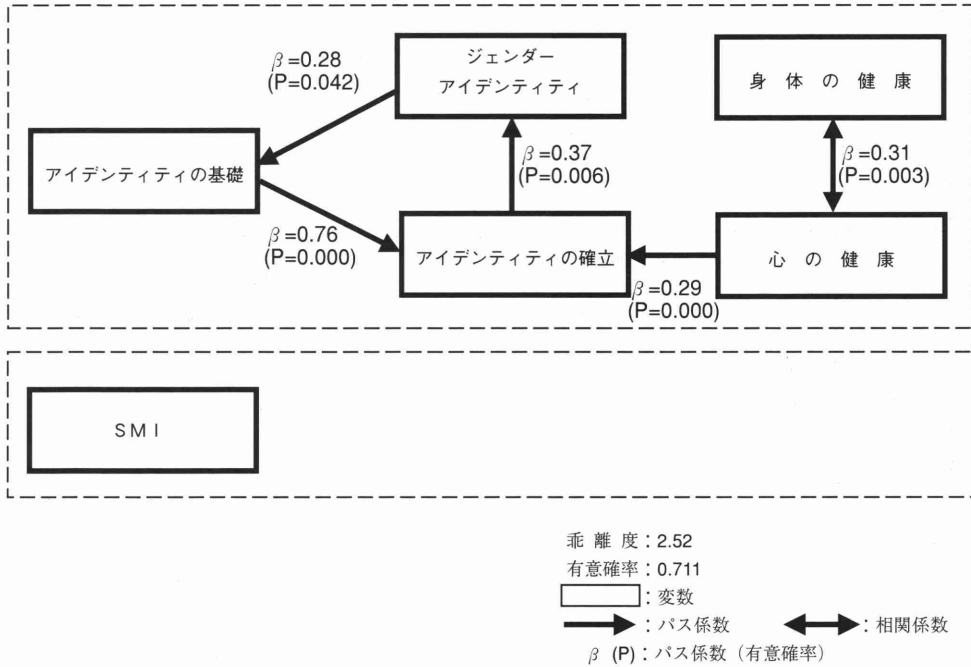 β=0.28
(P=0.042)
ジェンダー
アイデンティティ
身体の健康
アイデンティティの基礎
β=0.37
(P=0.006)
β=0.31
(P=0.003)
β=0.76
(P=0.000)
アイデンティティの確立
心の健康
β=0.29
(P=0.000)
SMI
乖離度：2.52
有意確率：0.711
：変数
：パス係数
：相関係数
β (P)：パス係数（有意確率）